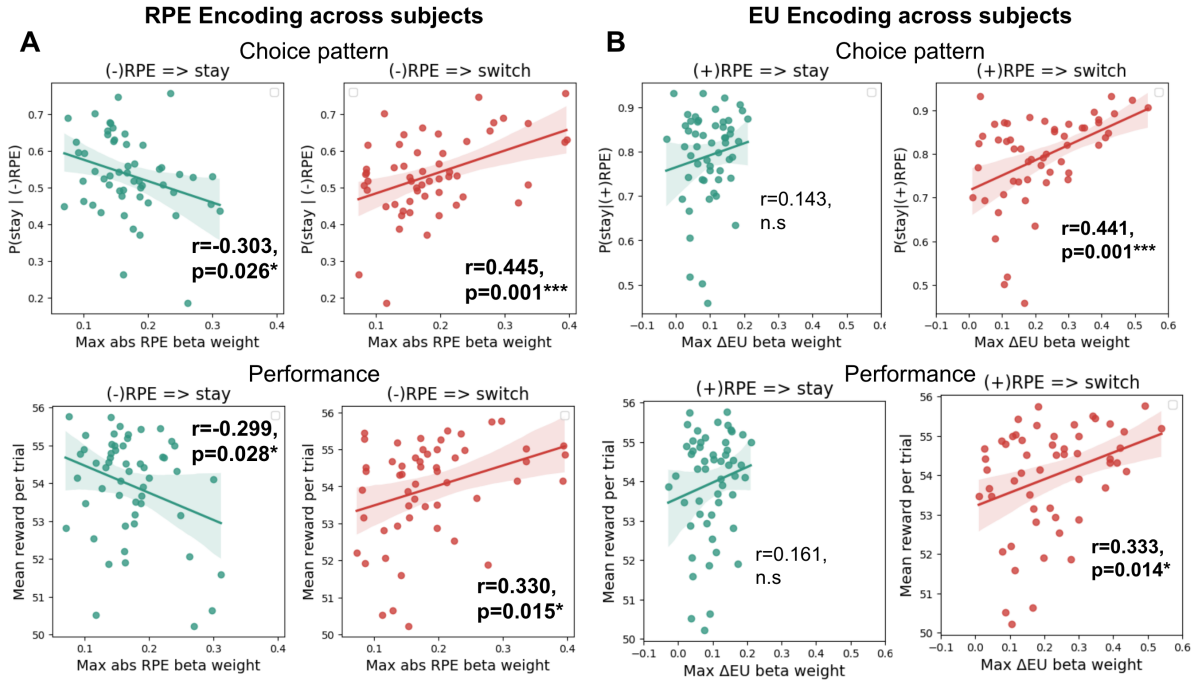 RPE Encoding across subjects
EU Encoding across subjects
A
B
Choice pattern
Choice pattern
(-)RPE => stay
(-)RPE => switch
(+)RPE => stay
(+)RPE => switch
P(stay | (-)RPE)
0.7
0.6
0.5
0.4
0.3
0.2
r=-0.303,
p=0.026*
0.1
0.2
0.3
0.4
Max abs RPE beta weight
P(stay | (-)RPE)
0.7
0.6
0.5
0.4
0.3
0.2
r=0.445,
p=0.001***
0.1
0.2
0.3
0.4
Max abs RPE beta weight
P(stay|(+)RPE)
0.9
0.8
0.7
0.6
0.5
r=0.143,
n.s
−0.1
0.0
0.1
0.2
0.3
0.4
0.5
0.6
Max ΔEU beta weight
P(stay|(+)RPE)
0.9
0.8
0.7
0.6
0.5
r=0.441,
p=0.001***
−0.1
0.0
0.1
0.2
0.3
0.4
0.5
0.6
Max ΔEU beta weight
Performance
Performance
(-)RPE => stay
(-)RPE => switch
(+)RPE => stay
(+)RPE => switch
Mean reward per trial
56
55
54
53
52
51
50
r=-0.299,
p=0.028*
0.1
0.2
0.3
0.4
Max abs RPE beta weight
Mean reward per trial
56
55
54
53
52
51
50
r=0.330,
p=0.015*
0.1
0.2
0.3
0.4
Max abs RPE beta weight
Mean reward per trial
56
55
54
53
52
51
50
r=0.161,
n.s
−0.1
0.0
0.1
0.2
0.3
0.4
0.5
0.6
Max ΔEU beta weight
Mean reward per trial
56
55
54
53
52
51
50
r=0.333,
p=0.014*
−0.1
0.0
0.1
0.2
0.3
0.4
0.5
0.6
Max ΔEU beta weight